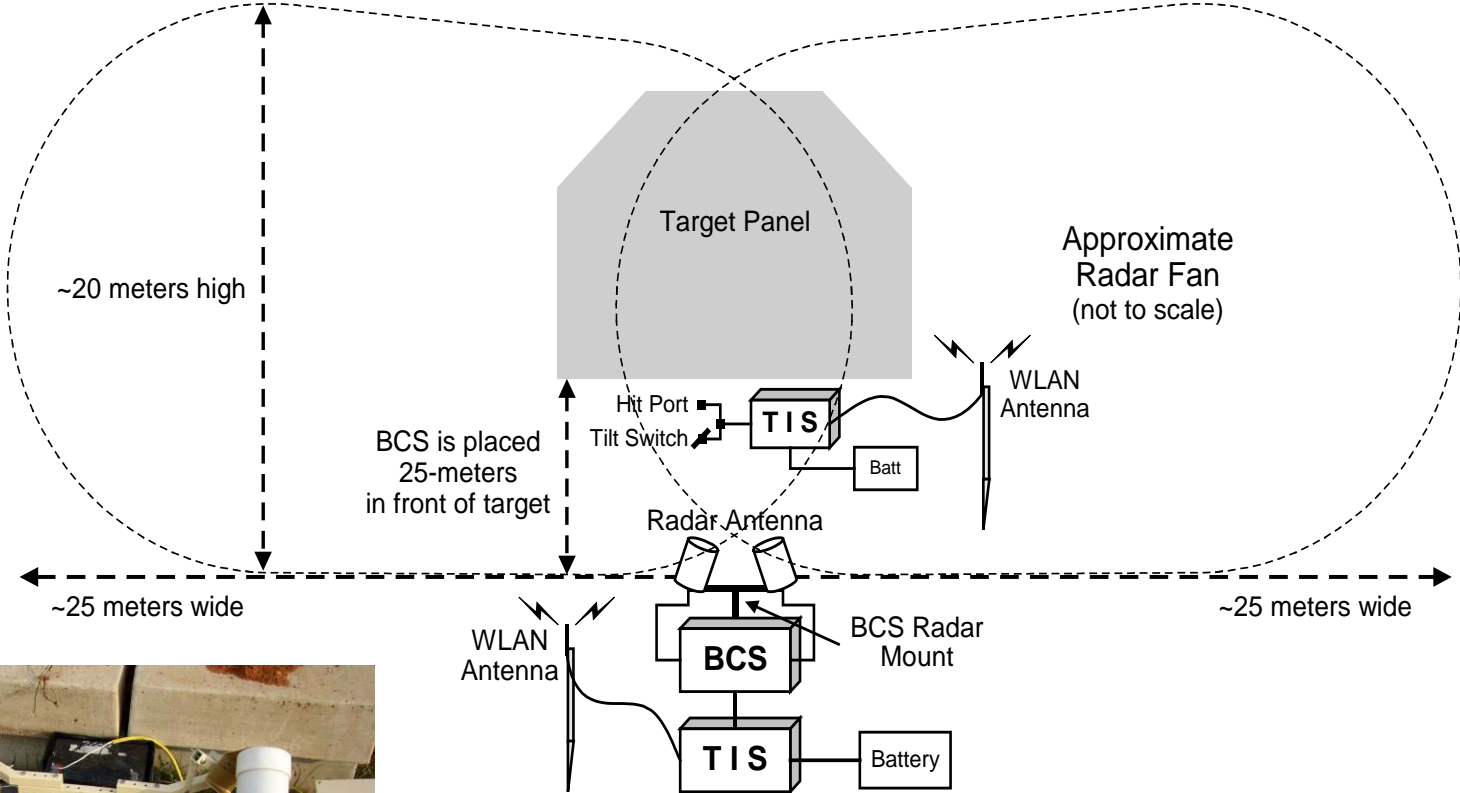 Target Panel
Approximate
Radar Fan
(not to scale)
~20 meters high
WLAN
Antenna
Hit Port
Tilt Switch
T I S
Batt
BCS is placed
25-meters
in front of target
Radar Antenna
~25 meters wide
~25 meters wide
WLAN
Antenna
BCS Radar
Mount
BCS
T I S
Battery